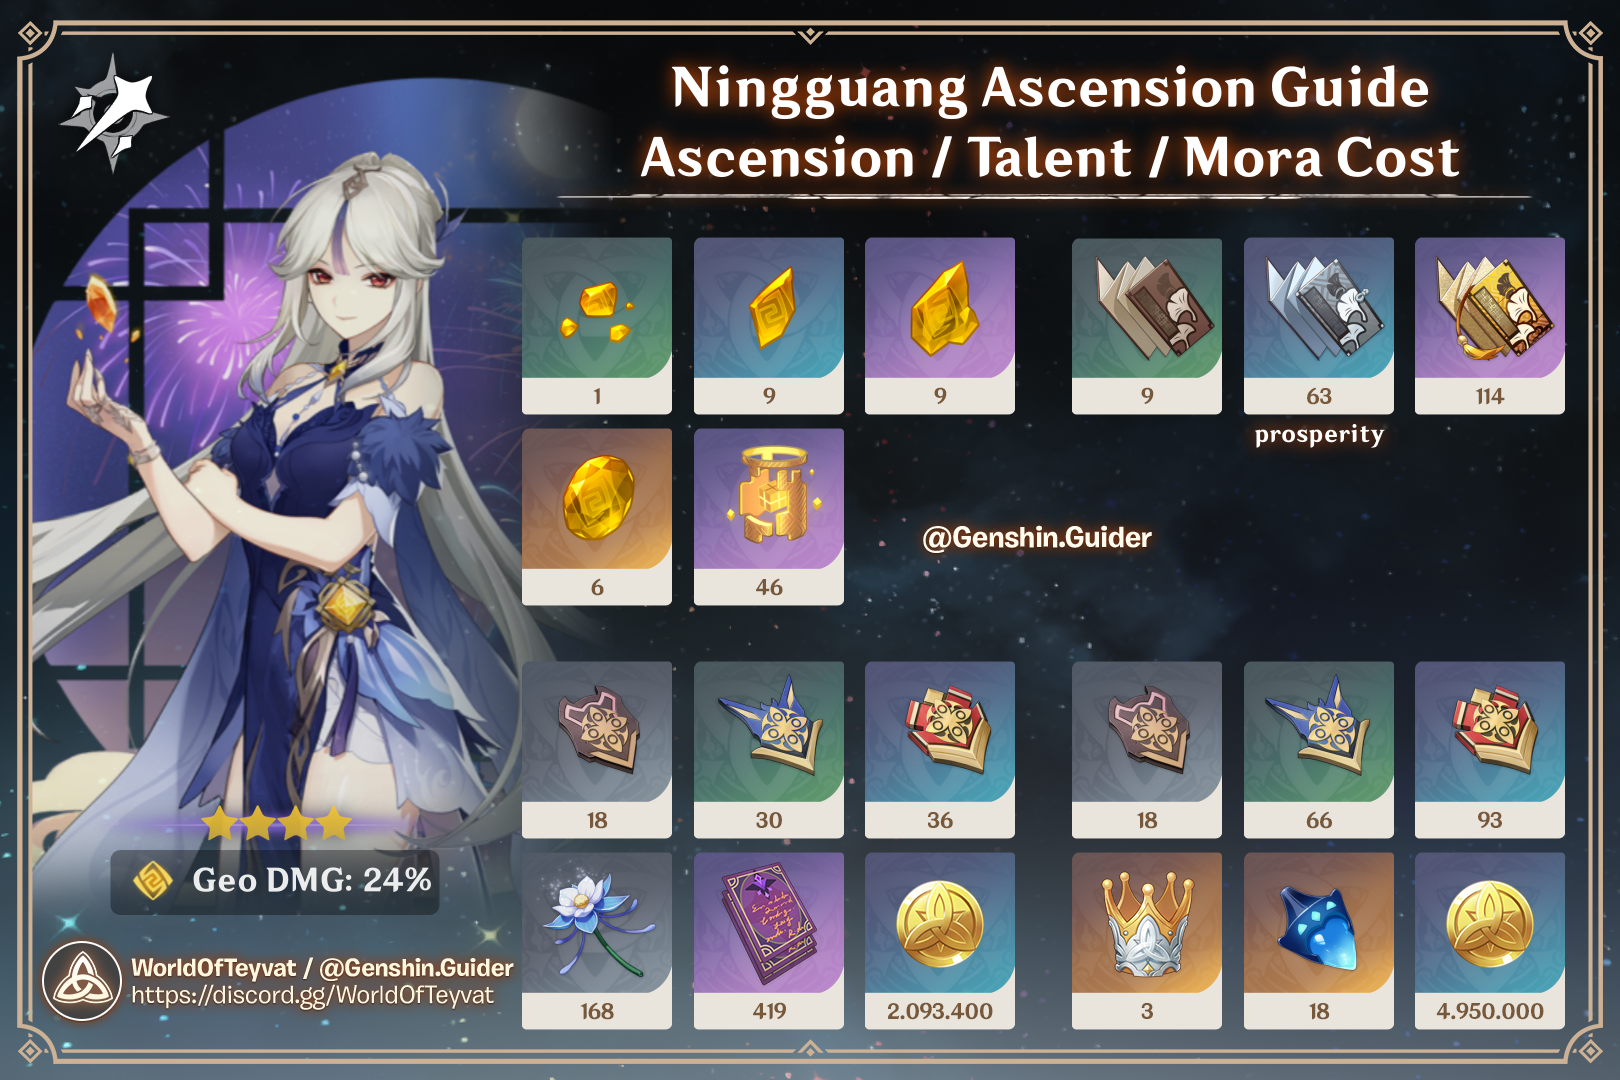 Ningguang Ascension Guide
Ascension / Talent / Mora Cost
1
9
9
9
63
114
prosperity
6
46
@Genshin.Guider
18
30
36
18
66
93
168
419
2.093.400
3
18
4.950.000
Geo DMG: 24%
WorldOfTeyvat / @Genshin.Guider
https://discord.gg/WorldOfTeyvat